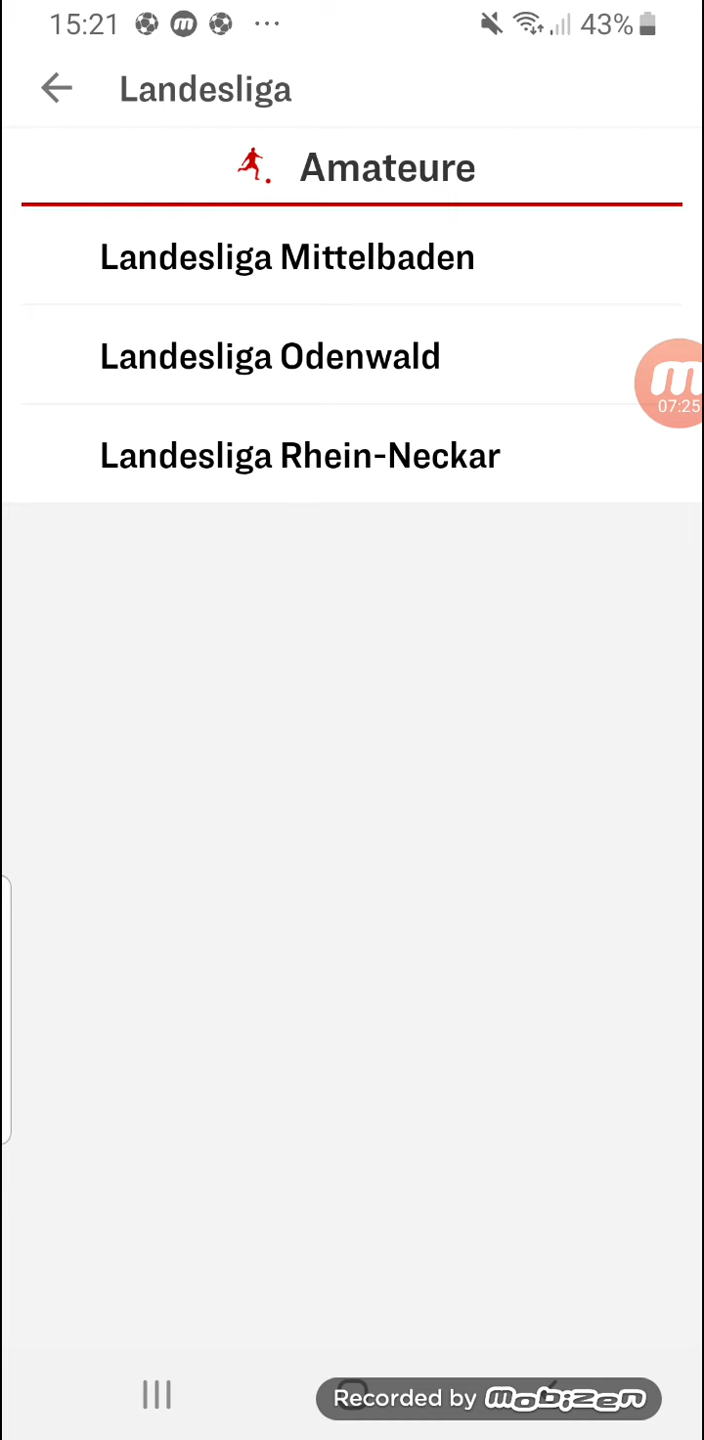 15:21 m ... 43%
Landesliga
Amateure
Landesliga Mittelbaden
Landesliga Odenwald
m
07:25
Landesliga Rhein-Neckar
Recorded by mobizen